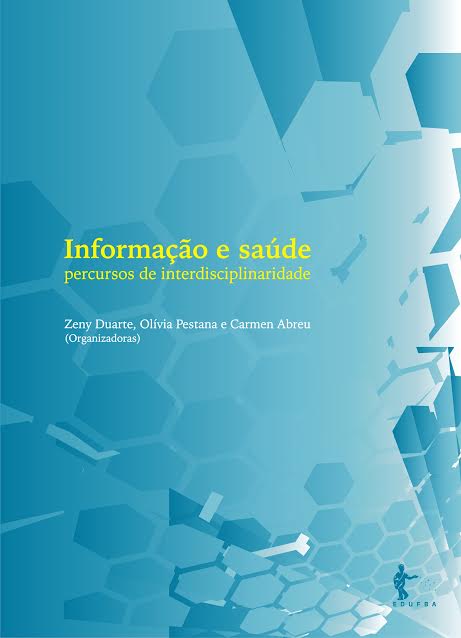 Informação e saúde
percursos de interdisciplinaridade
Zeny Duarte, Olívia Pestana e Carmen Abreu
(Organizadoras)
EDUFBA